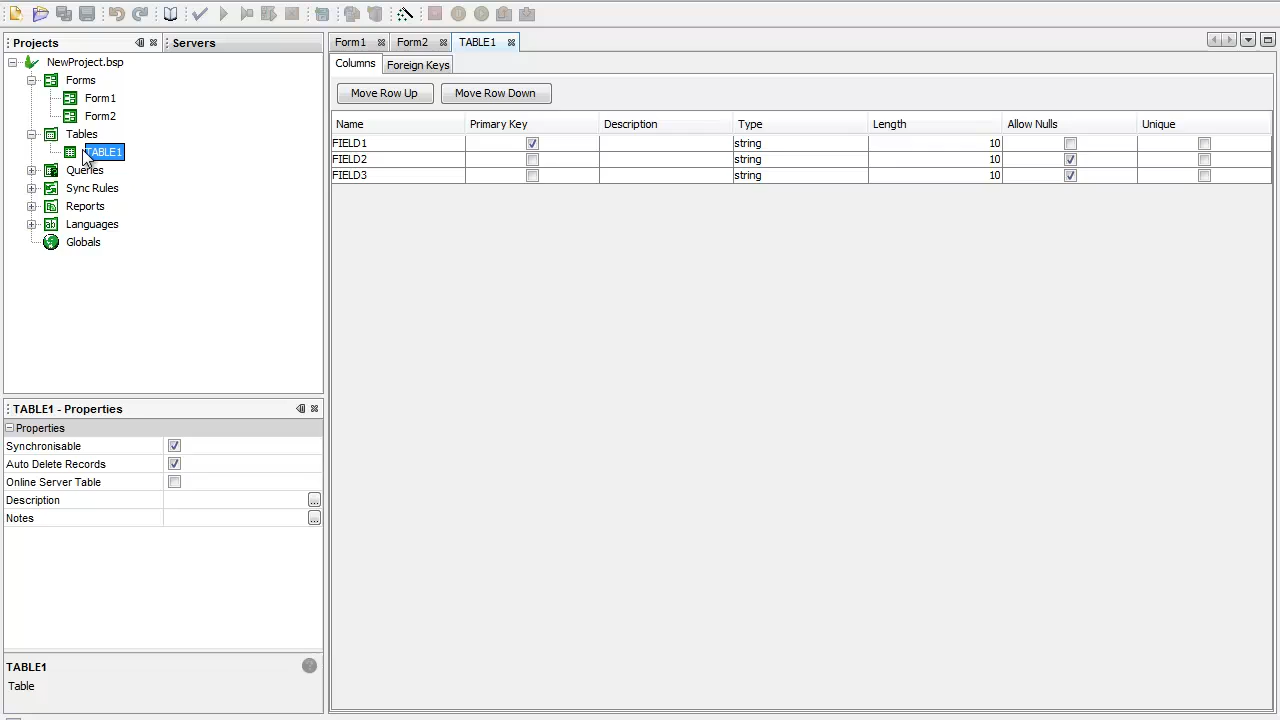 Projects
Servers
NewProject.bsp
Forms
Form1
Form2
Tables
TABLE1
Queries
Sync Rules
Reports
Languages
Globals
TABLE1 - Properties
Properties
Synchronisable
Auto Delete Records
Online Server Table
Description
...
Notes
...
TABLE1
?
Table
Form1 Form2 TABLE1
Columns Foreign Keys
Move Row Up Move Row Down
Name Primary Key Description Type Length Allow Nulls Unique
FIELD1 string 10
FIELD2 string 10
FIELD3 string 10